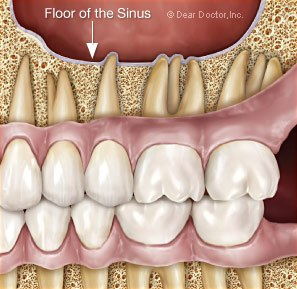 © Dear Doctor, Inc.
Floor of the Sinus